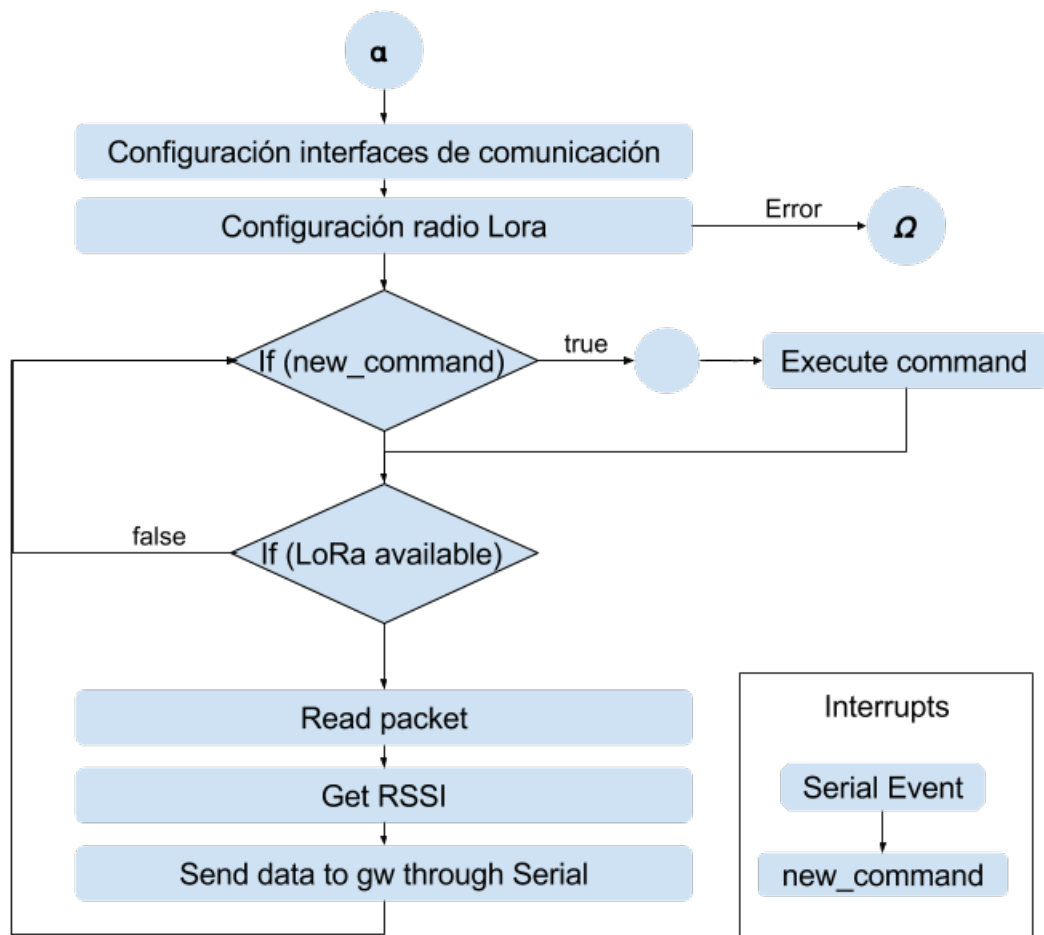 α
Configuración interfaces de comunicación
Configuración radio Lora
Error
Ω
If (new_command)
true
Execute command
If (LoRa available)
false
Read packet
Get RSSI
Send data to gw through Serial
Interrupts
Serial Event
new_command